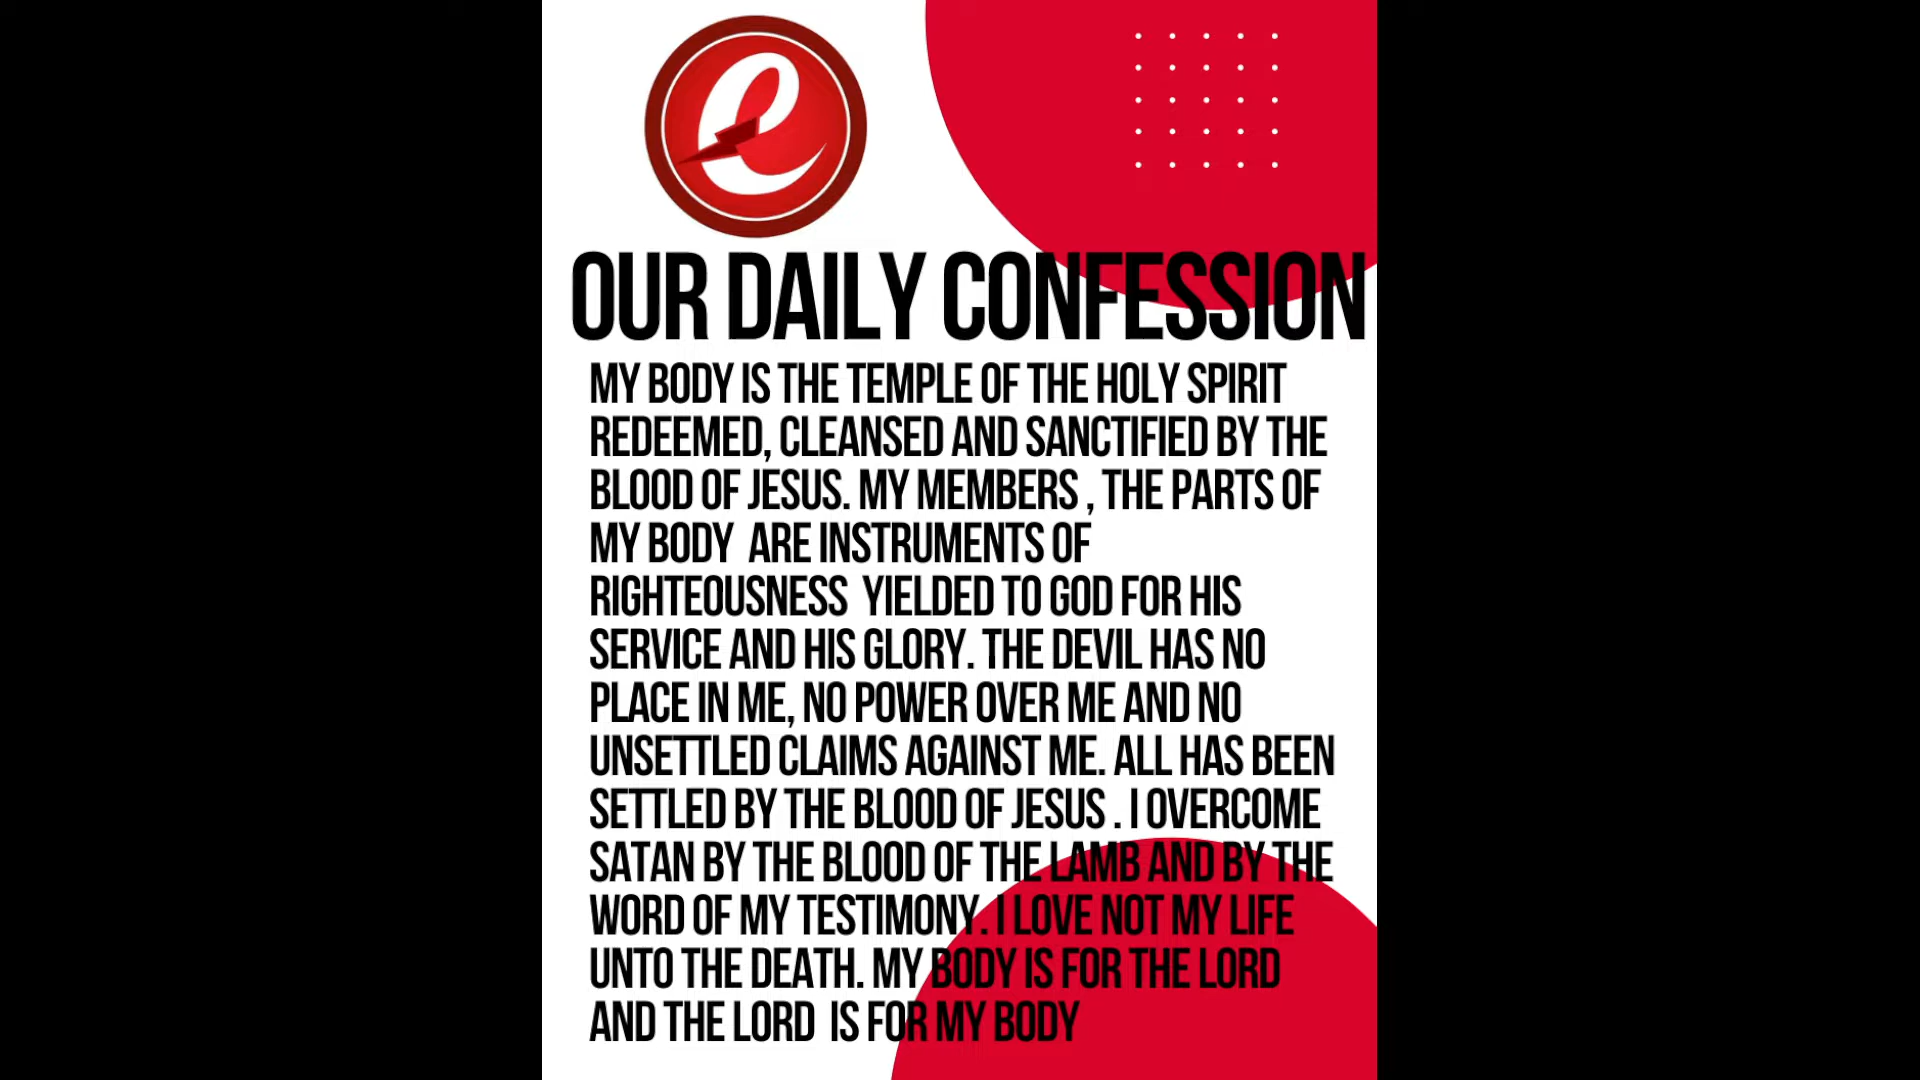 e
OUR DAILY CONFESSION
MY BODY IS THE TEMPLE OF THE HOLY SPIRIT
REDEEMED, CLEANSED AND SANCTIFIED BY THE
BLOOD OF JESUS. MY MEMBERS , THE PARTS OF
MY BODY  ARE INSTRUMENTS OF
RIGHTEOUSNESS  YIELDED TO GOD FOR HIS
SERVICE AND HIS GLORY. THE DEVIL HAS NO
PLACE IN ME, NO POWER OVER ME AND NO
UNSETTLED CLAIMS AGAINST ME. ALL HAS BEEN
SETTLED BY THE BLOOD OF JESUS . I OVERCOME
SATAN BY THE BLOOD OF THE LAMB AND BY THE
WORD OF MY TESTIMONY. I LOVE NOT MY LIFE
UNTO THE DEATH. MY BODY IS FOR THE LORD
AND THE LORD  IS FOR MY BODY